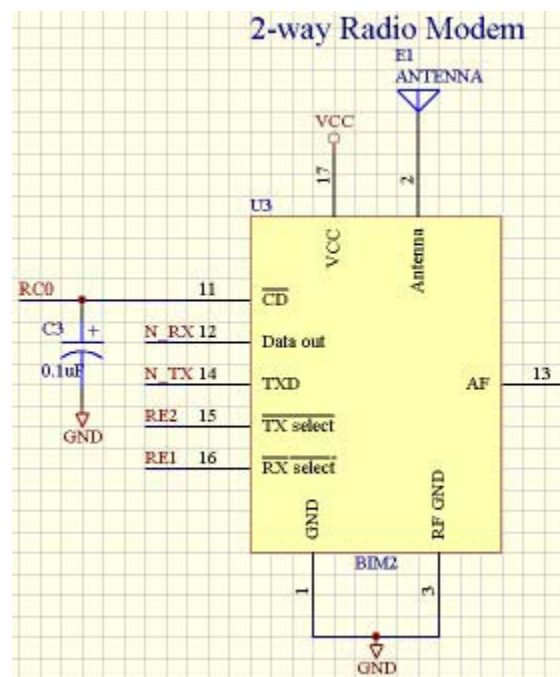 2-way Radio Modem
E1
ANTENNA
VCC
17
2
U3
VCC
Antenna
RC0
11
CD
C3
+
N_RX 12
Data out
0.1uF
N_TX 14
TXD
AF
13
RE2 15
TX select
GND
RE1 16
RX select
GND
RF GND
BIM2
1
3
GND